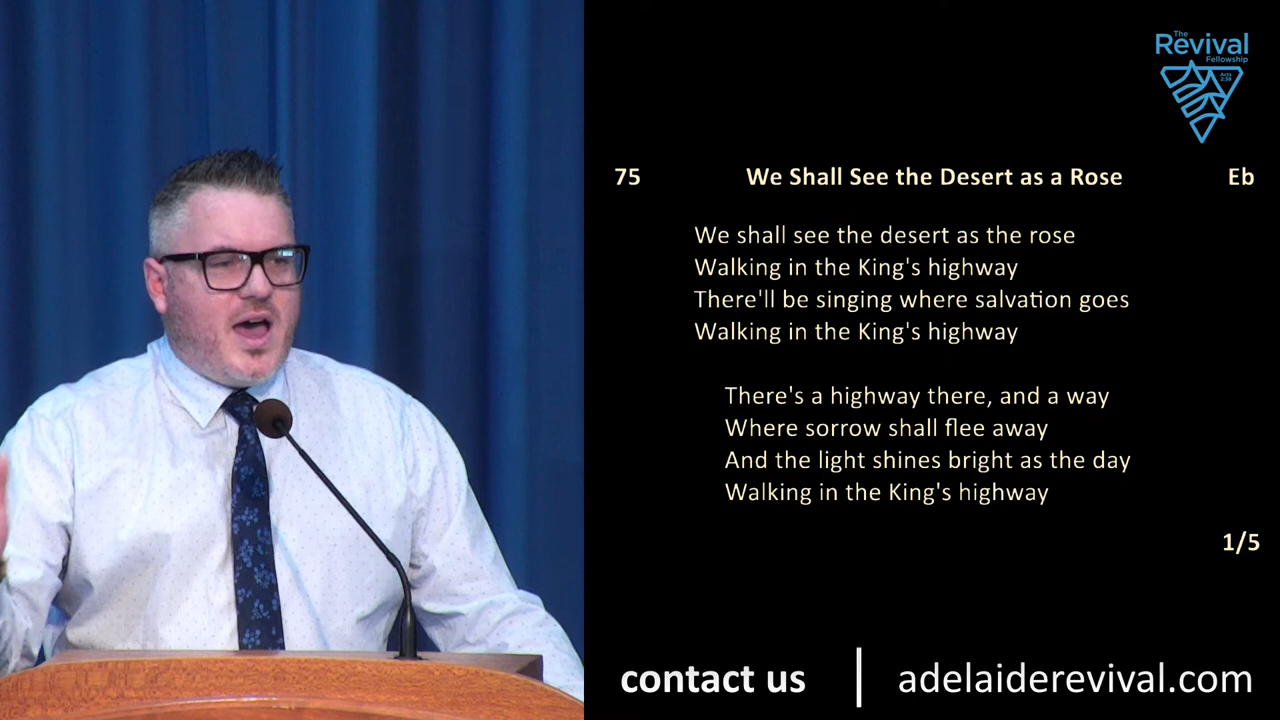 The
Revival
Fellowship
Acts
2:38
75 We Shall See the Desert as a Rose Eb
We shall see the desert as the rose
Walking in the King's highway
There'll be singing where salvation goes
Walking in the King's highway
There's a highway there, and a way
Where sorrow shall flee away
And the light shines bright as the day
Walking in the King's highway
1/5
contact us | adelaiderevival.com